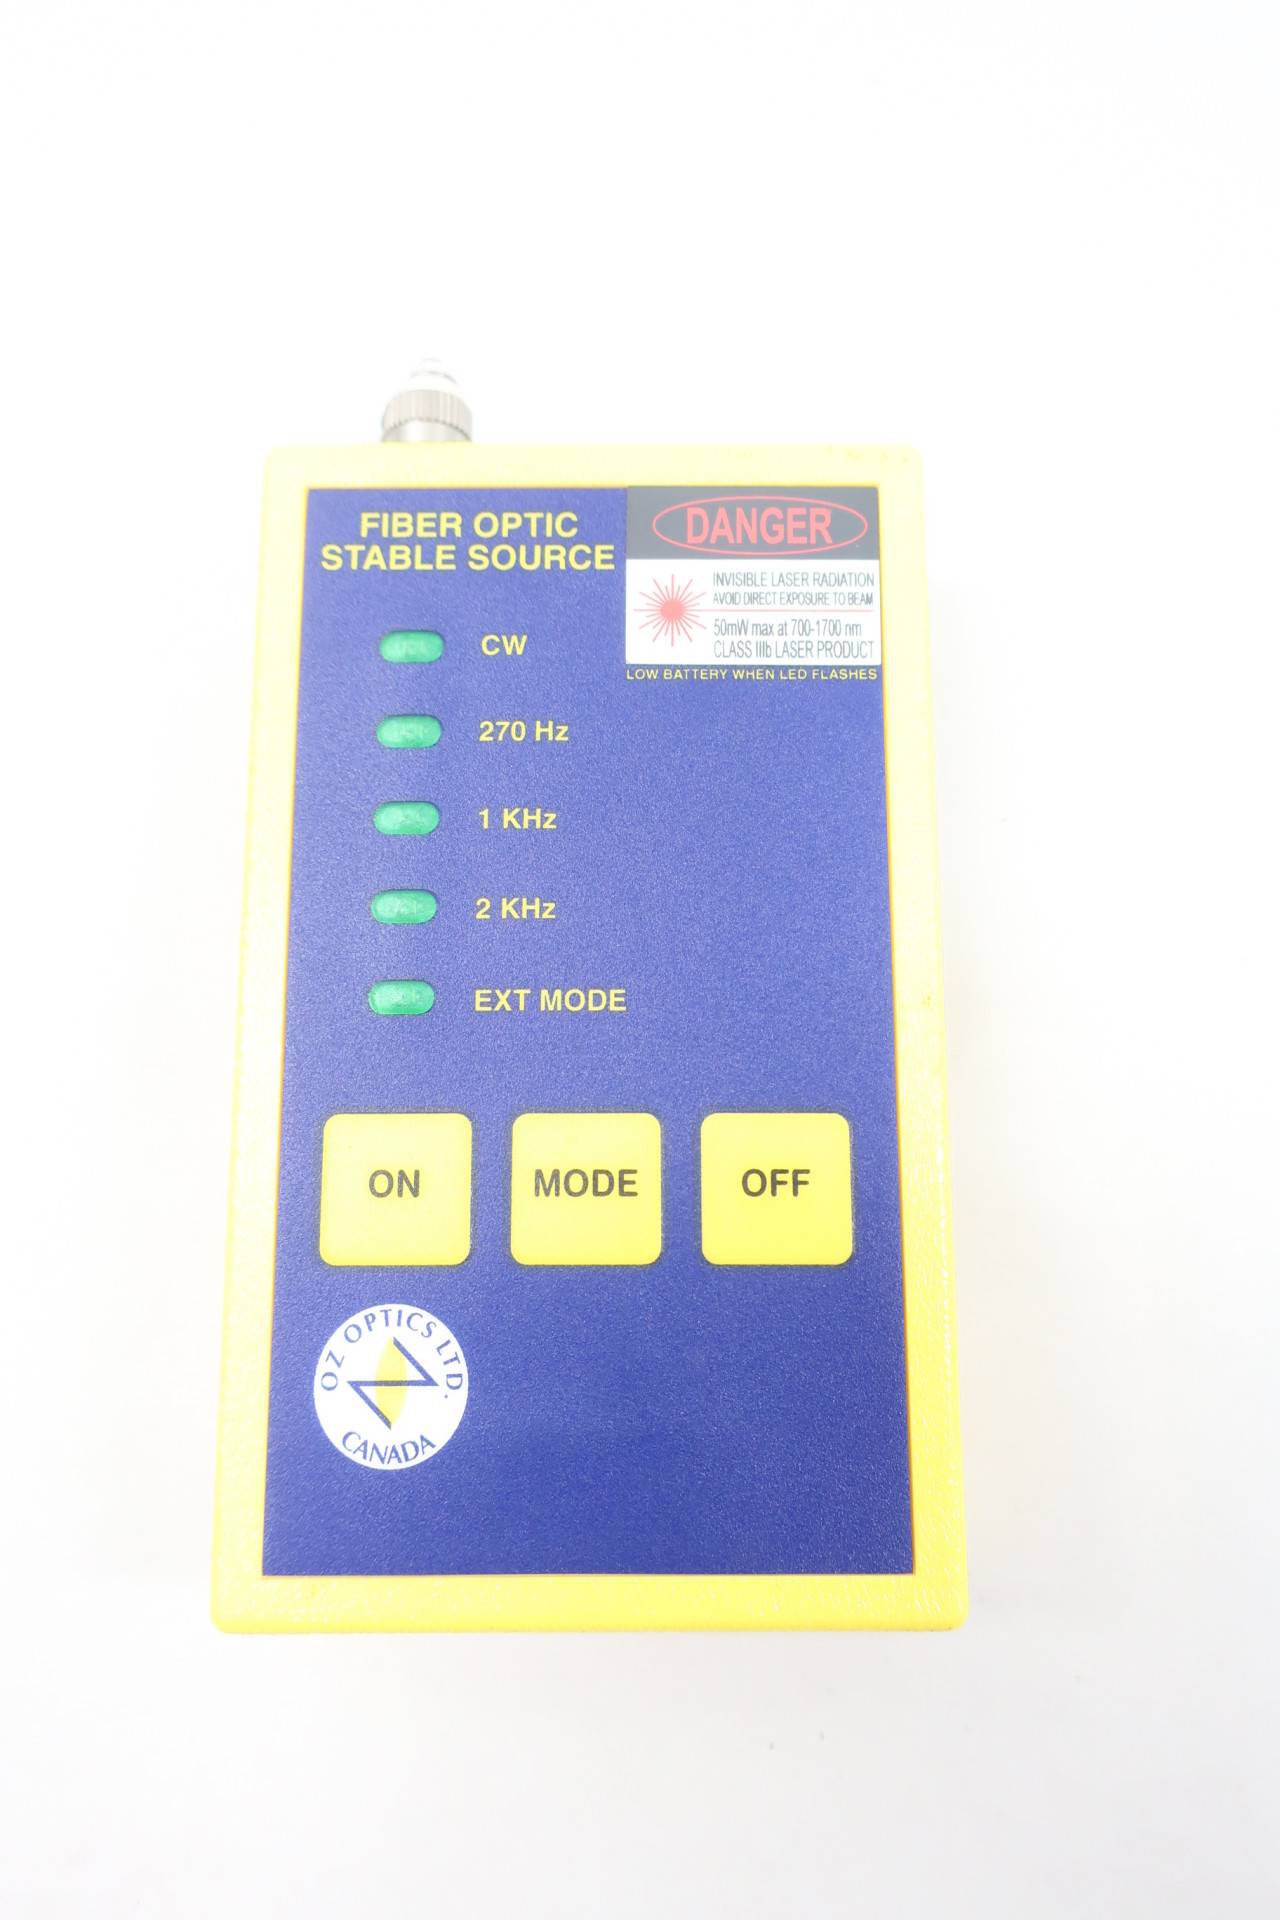 FIBER OPTIC
STABLE SOURCE
DANGER
INVISIBLE LASER RADIATION
AVOID DIRECT EXPOSURE TO BEAM
50mW max at 700-1700 nm
CLASS IIIb LASER PRODUCT
LOW BATTERY WHEN LED FLASHES
CW
270 Hz
1 KHz
2 KHz
EXT MODE
ON MODE OFF
OZ OPTICS LTD.
CANADA